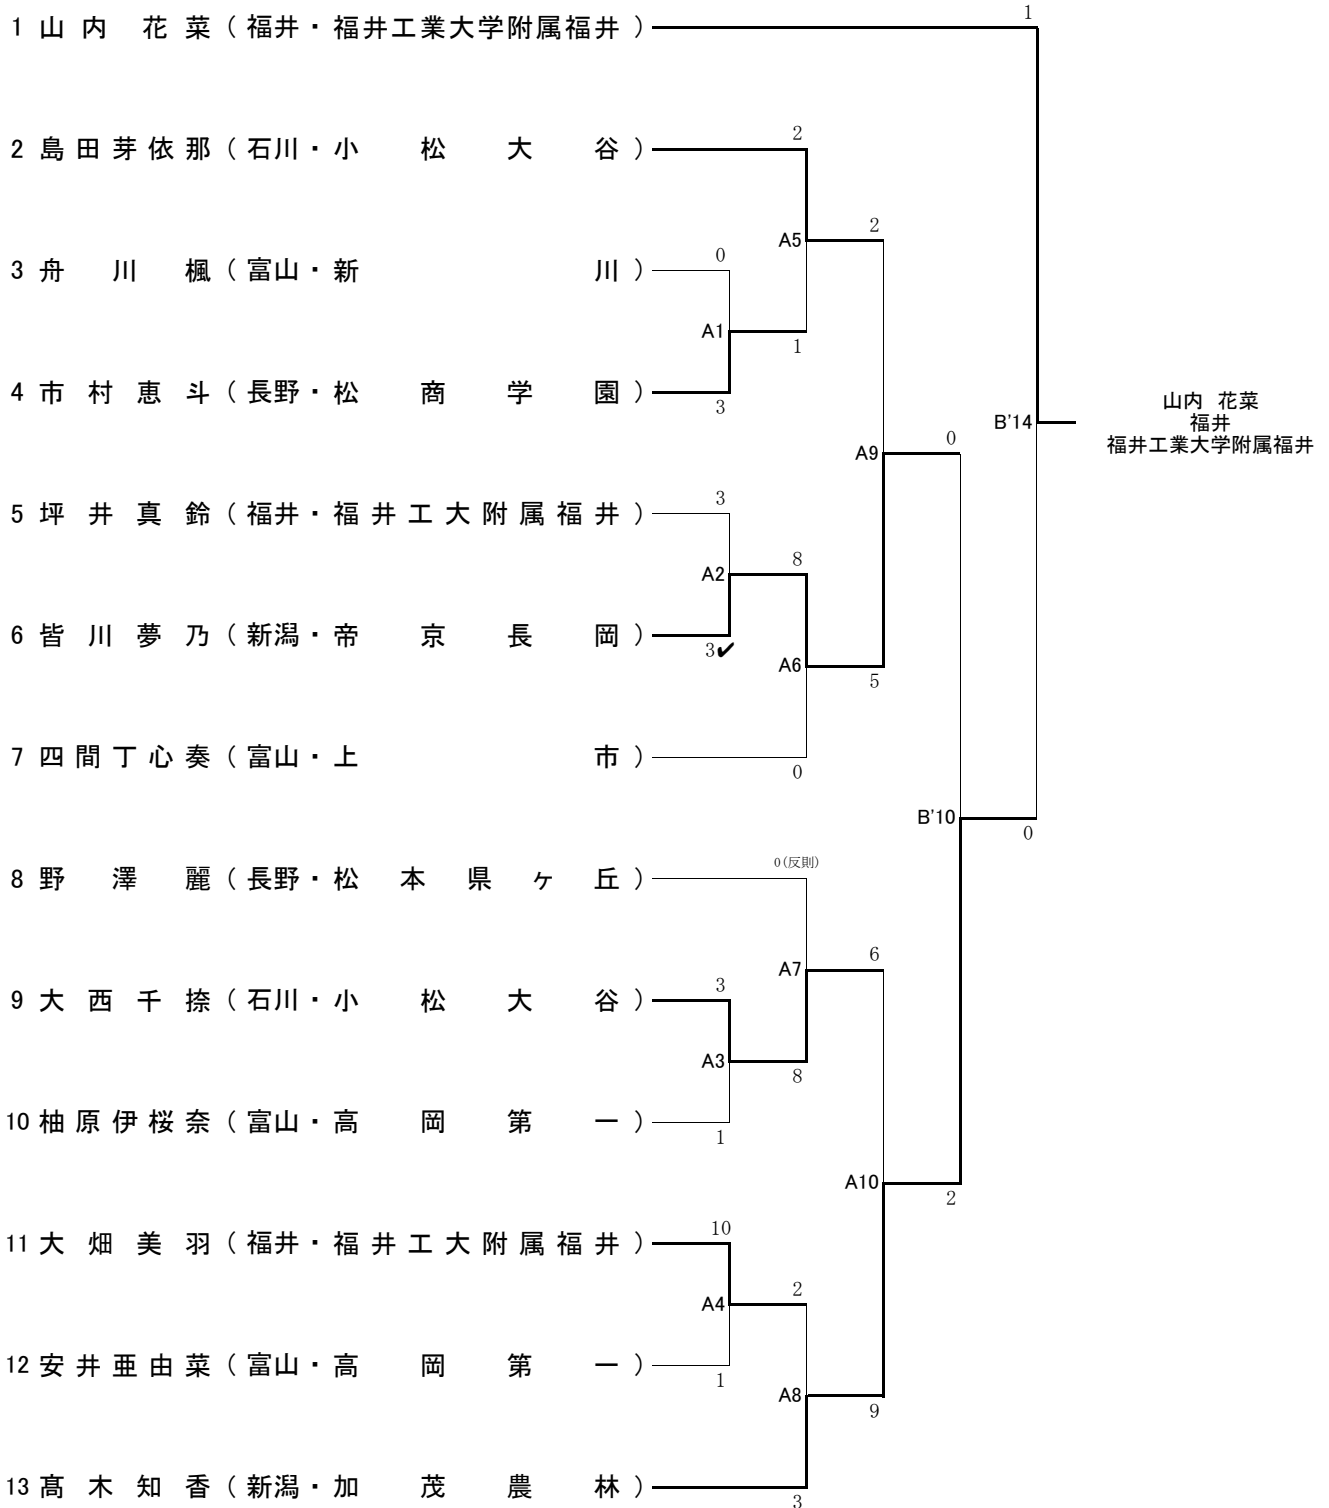 1 山内 花菜（福井・福井工業大学附属福井）
1
2 島田芽依那（石川・小松大谷）
2
A5
2
3 舟川 楓（富山・新川）
0
A1
1
4 市村恵斗（長野・松商学園）
3
B'14
山内 花菜
福井
福井工業大学附属福井
A9
0
5 坪井真鈴（福井・福井工大附属福井）
3
A2
8
6 皆川夢乃（新潟・帝京長岡）
3✔
A6
5
7 四間丁心奏（富山・上市）
0
B'10
0
8 野澤 麗（長野・松本県ヶ丘）
0(反則)
A7
6
9 大西千捺（石川・小松大谷）
3
A3
8
10 柚原伊桜奈（富山・高岡第一）
1
A10
2
11 大畑美羽（福井・福井工大附属福井）
10
A4
2
12 安井亜由菜（富山・高岡第一）
1
A8
9
13 髙木知香（新潟・加茂農林）
3